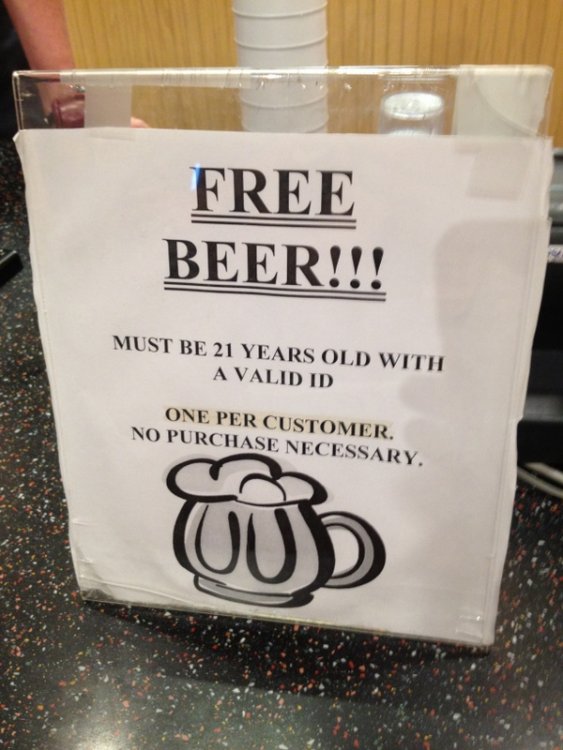 FREE
BEER!!!
MUST BE 21 YEARS OLD WITH
A VALID ID
ONE PER CUSTOMER.
NO PURCHASE NECESSARY.